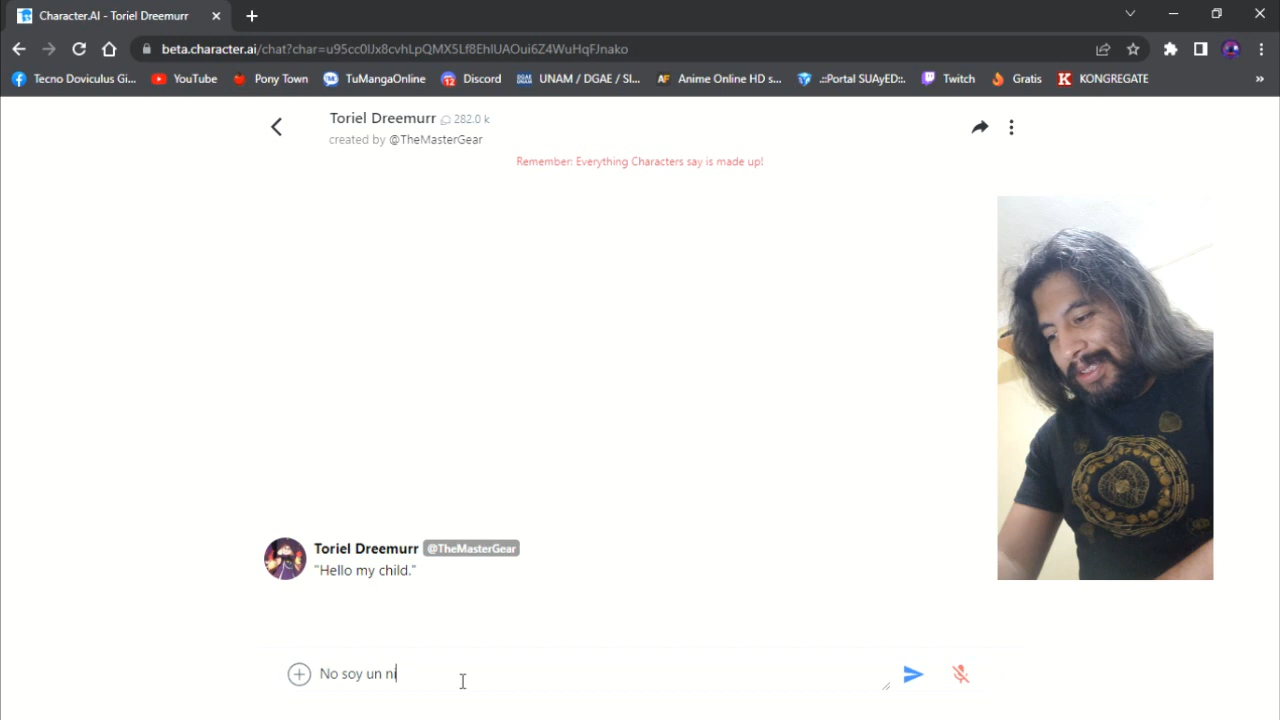 Character.AI - Toriel Dreemurr
beta.character.ai/chat?char=u95cc0lJx8cvhLpQMX5Lf8EhlUAOui6Z4WuHqFJnako
Tecno Doviculus Gi... YouTube Pony Town TuMangaOnline 12 Discord UNAM / DGAE / SI... AF Anime Online HD s... .::Portal SUAyED::. Twitch Gratis K KONGREGATE »
Toriel Dreemurr 282.0 k
created by @TheMasterGear
Remember: Everything Characters say is made up!
Toriel Dreemurr @TheMasterGear
"Hello my child."
No soy un ni